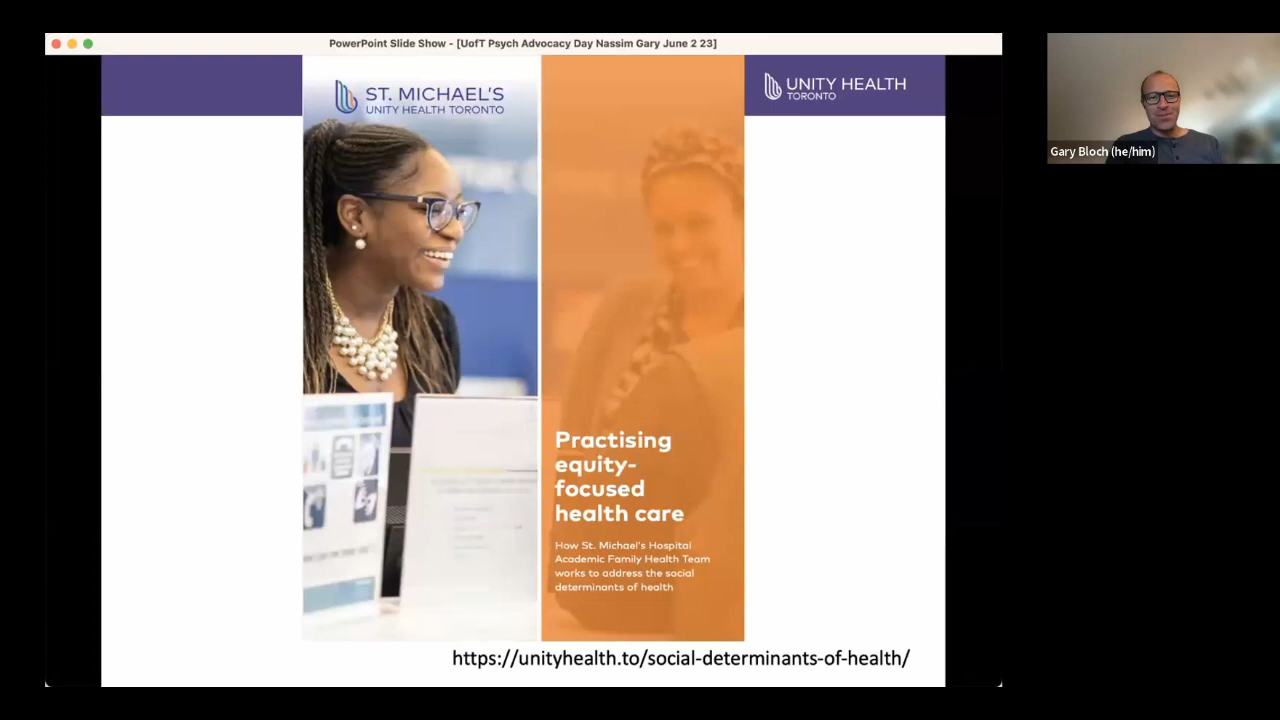 PowerPoint Slide Show - [UofT Psych Advocacy Day Nassim Gary June 2 23]
ST. MICHAEL'S
UNITY HEALTH TORONTO
UNITY HEALTH
TORONTO
Gary Bloch (he/him)
Practising
equity-
focused
health care
How St. Michael's Hospital
Academic Family Health Team
works to address the social
determinants of health
https://unityhealth.to/social-determinants-of-health/